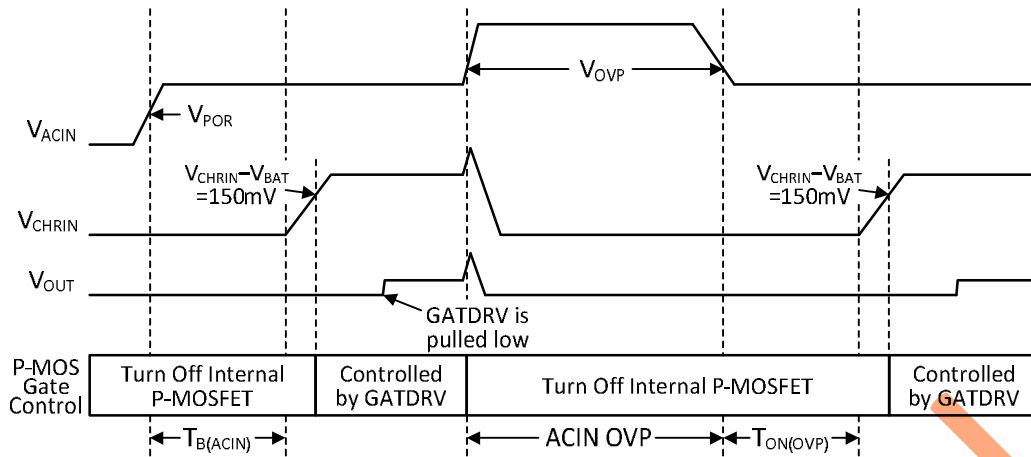 VOVP
VACIN
VPOR
VCHRIN–VBAT
=150mV
VCHRIN–VBAT
=150mV
VCHRIN
VOUT
GATDRV is
pulled low
P-MOS
Gate
Control
Turn Off Internal
P-MOSFET
Controlled
by GATDRV
Turn Off Internal P-MOSFET
Controlled
by GATDRV
TB(ACIN)
ACIN OVP
TON(OVP)